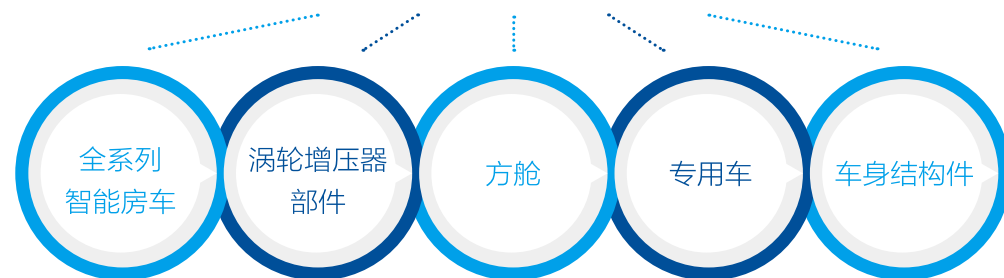 全系列
智能房车
涡轮增压器
部件
方舱
专用车
车身结构件